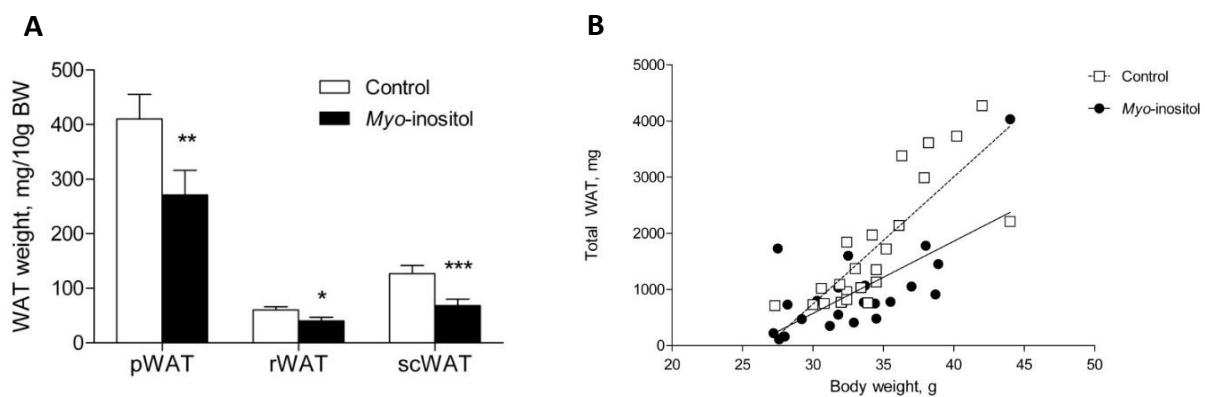 A
WAT weight, mg/10g BW
500
400
300
200
100
0
Control
Myo-inositol
**
*
***
pWAT
rWAT
scWAT
B
Total WAT, mg
5000
4000
3000
2000
1000
0
20
25
30
35
40
45
50
Body weight, g
Control
Myo-inositol